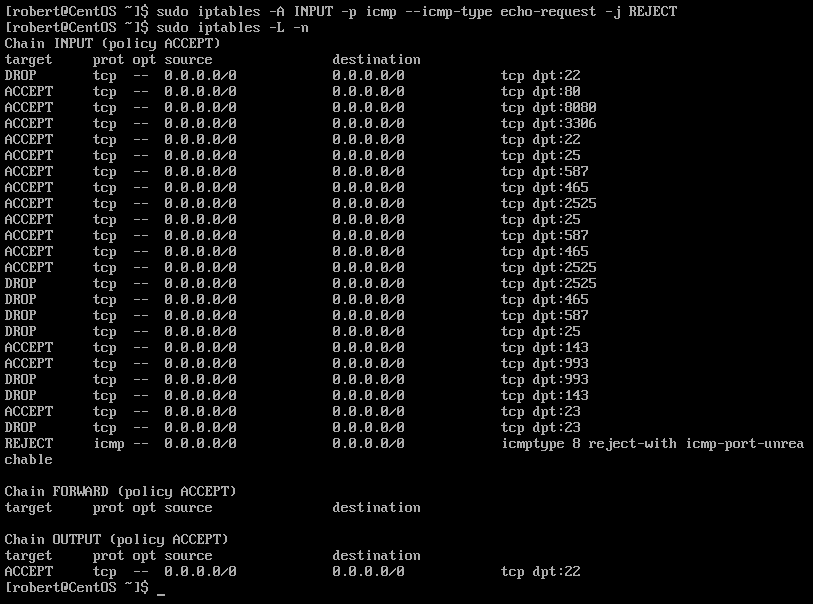 [robert@CentOS ~]$ sudo iptables -A INPUT -p icmp --icmp-type echo-request -j REJECT
[robert@CentOS ~]$ sudo iptables -L -n
Chain INPUT (policy ACCEPT)
target     prot opt source               destination
DROP       tcp  --  0.0.0.0/0            0.0.0.0/0            tcp dpt:22
ACCEPT     tcp  --  0.0.0.0/0            0.0.0.0/0            tcp dpt:80
ACCEPT     tcp  --  0.0.0.0/0            0.0.0.0/0            tcp dpt:8080
ACCEPT     tcp  --  0.0.0.0/0            0.0.0.0/0            tcp dpt:3306
ACCEPT     tcp  --  0.0.0.0/0            0.0.0.0/0            tcp dpt:22
ACCEPT     tcp  --  0.0.0.0/0            0.0.0.0/0            tcp dpt:25
ACCEPT     tcp  --  0.0.0.0/0            0.0.0.0/0            tcp dpt:587
ACCEPT     tcp  --  0.0.0.0/0            0.0.0.0/0            tcp dpt:465
ACCEPT     tcp  --  0.0.0.0/0            0.0.0.0/0            tcp dpt:2525
ACCEPT     tcp  --  0.0.0.0/0            0.0.0.0/0            tcp dpt:25
ACCEPT     tcp  --  0.0.0.0/0            0.0.0.0/0            tcp dpt:587
ACCEPT     tcp  --  0.0.0.0/0            0.0.0.0/0            tcp dpt:465
ACCEPT     tcp  --  0.0.0.0/0            0.0.0.0/0            tcp dpt:2525
DROP       tcp  --  0.0.0.0/0            0.0.0.0/0            tcp dpt:2525
DROP       tcp  --  0.0.0.0/0            0.0.0.0/0            tcp dpt:465
DROP       tcp  --  0.0.0.0/0            0.0.0.0/0            tcp dpt:587
DROP       tcp  --  0.0.0.0/0            0.0.0.0/0            tcp dpt:25
ACCEPT     tcp  --  0.0.0.0/0            0.0.0.0/0            tcp dpt:143
ACCEPT     tcp  --  0.0.0.0/0            0.0.0.0/0            tcp dpt:993
DROP       tcp  --  0.0.0.0/0            0.0.0.0/0            tcp dpt:993
DROP       tcp  --  0.0.0.0/0            0.0.0.0/0            tcp dpt:143
ACCEPT     tcp  --  0.0.0.0/0            0.0.0.0/0            tcp dpt:23
DROP       tcp  --  0.0.0.0/0            0.0.0.0/0            tcp dpt:23
REJECT     icmp --  0.0.0.0/0            0.0.0.0/0            icmptype 8 reject-with icmp-port-unrea
chable
Chain FORWARD (policy ACCEPT)
target     prot opt source               destination
Chain OUTPUT (policy ACCEPT)
target     prot opt source               destination
ACCEPT     tcp  --  0.0.0.0/0            0.0.0.0/0            tcp dpt:22
[robert@CentOS ~]$ _